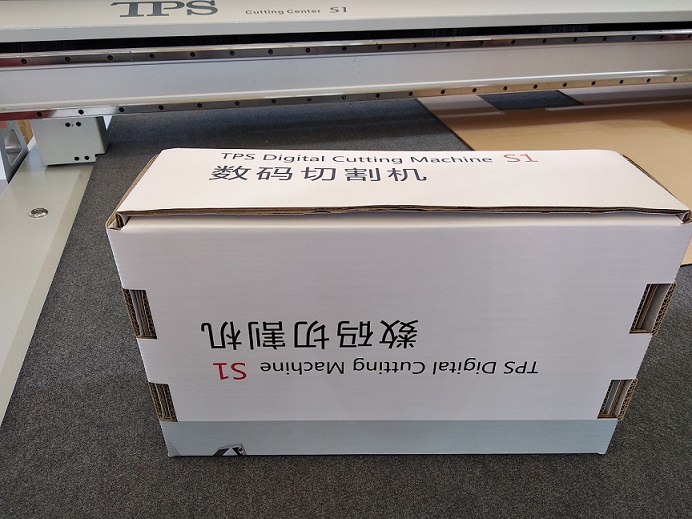 TPS
Cutting Center S1
TPS Digital Cutting Machine S1
数码切割机
TPS Digital Cutting Machine S1
数码切割机